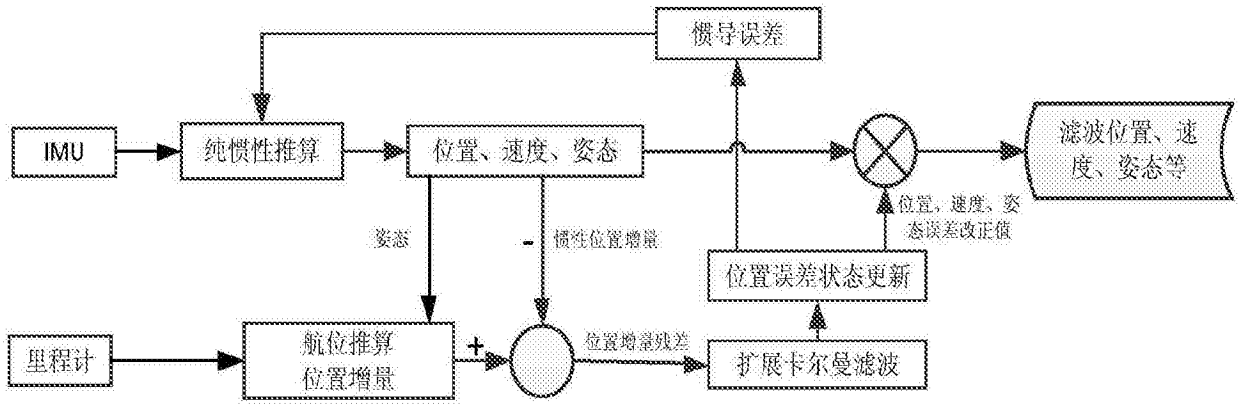 惯导误差
IMU
纯惯性推算
位置、速度、姿态
滤波位置、速
度、姿态等
姿态
-
惯性位置增量
位置、速度、姿
态误差改正值
位置误差状态更新
里程计
航位推算
位置增量
+
位置增量残差
扩展卡尔曼滤波